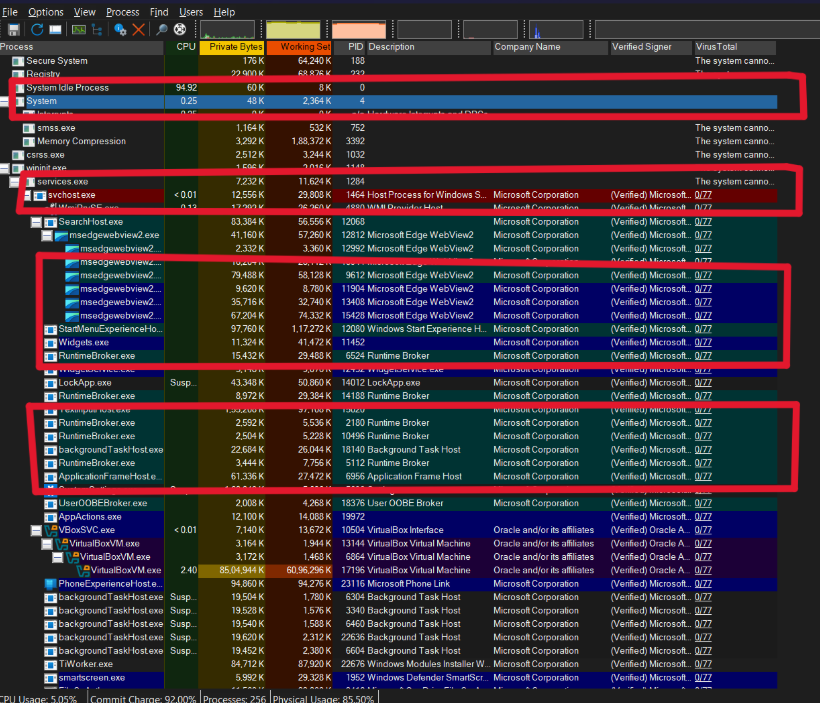 File Options View Process Find Users Help
Process CPU Private Bytes Working Set PID Description Company Name Verified Signer VirusTotal
Secure System 176 K 64,240 K 188 The system canno...
Registry 22,900 K 68,876 K 232 The system canno...
System Idle Process 94.92 60 K 8 K 0
System 0.25 48 K 2,364 K 4
smss.exe 1,164 K 532 K 752 The system canno...
Memory Compression 3,292 K 1,88,372 K 3392 The system canno...
csrss.exe 2,512 K 3,244 K 1032 The system canno...
wininit.exe 1,596 K 1148
services.exe 7,232 K 11,624 K 1284 The system canno...
svchost.exe < 0.01 12,556 K 29,808 K 1464 Host Process for Windows S... Microsoft Corporation (Verified) Microsoft... 0/77
SearchHost.exe 83,384 K 56,556 K 12068 Microsoft Corporation (Verified) Microsoft... 0/77
msedgewebview2.exe 41,160 K 57,260 K 12812 Microsoft Edge WebView2 Microsoft Corporation (Verified) Microsoft... 0/77
msedgewebview2.... 2,332 K 3,360 K 12992 Microsoft Edge WebView2 Microsoft Corporation (Verified) Microsoft... 0/77
msedgewebview2....
msedgewebview2.... 79,488 K 58,128 K 9612 Microsoft Edge WebView2 Microsoft Corporation (Verified) Microsoft... 0/77
msedgewebview2.... 9,620 K 8,780 K 11904 Microsoft Edge WebView2 Microsoft Corporation (Verified) Microsoft... 0/77
msedgewebview2.... 35,716 K 32,740 K 13408 Microsoft Edge WebView2 Microsoft Corporation (Verified) Microsoft... 0/77
msedgewebview2.... 67,204 K 74,332 K 15428 Microsoft Edge WebView2 Microsoft Corporation (Verified) Microsoft... 0/77
StartMenuExperienceHo... 97,760 K 1,17,272 K 12080 Windows Start Experience H... Microsoft Corporation (Verified) Microsoft... 0/77
Widgets.exe 11,324 K 41,472 K 11452 Microsoft Corporation (Verified) Microsoft... 0/77
RuntimeBroker.exe 15,432 K 29,488 K 6524 Runtime Broker Microsoft Corporation (Verified) Microsoft... 0/77
WidgetService.exe WidgetService.exe Microsoft Corporation (Verified) Microsoft... 0/77
LockApp.exe Susp... 43,348 K 50,860 K 14012 LockApp.exe Microsoft Corporation (Verified) Microsoft... 0/77
RuntimeBroker.exe 8,972 K 29,384 K 14188 Runtime Broker Microsoft Corporation (Verified) Microsoft... 0/77
RuntimeBroker.exe 2,592 K 5,536 K 2180 Runtime Broker Microsoft Corporation (Verified) Microsoft... 0/77
RuntimeBroker.exe 2,504 K 5,228 K 10496 Runtime Broker Microsoft Corporation (Verified) Microsoft... 0/77
backgroundTaskHost.exe 22,684 K 26,044 K 18140 Background Task Host Microsoft Corporation (Verified) Microsoft... 0/77
RuntimeBroker.exe 3,444 K 7,756 K 5112 Runtime Broker Microsoft Corporation (Verified) Microsoft... 0/77
ApplicationFrameHost.e... 61,336 K 27,472 K 6956 Application Frame Host Microsoft Corporation (Verified) Microsoft... 0/77
UserOOBEBroker.exe 2,008 K 4,268 K 18376 User OOBE Broker Microsoft Corporation (Verified) Microsoft... 0/77
AppActions.exe 12,100 K 14,088 K 19972 Microsoft Corporation (Verified) Microsoft... 0/77
VBoxSVC.exe < 0.01 7,140 K 13,672 K 10504 VirtualBox Interface Oracle and/or its affiliates (Verified) Oracle A... 0/77
VirtualBoxVM.exe 3,164 K 1,944 K 13144 VirtualBox Virtual Machine Oracle and/or its affiliates (Verified) Oracle A... 0/77
VirtualBoxVM.exe 3,172 K 1,468 K 6864 VirtualBox Virtual Machine Oracle and/or its affiliates (Verified) Oracle A... 0/77
VirtualBoxVM.exe 2.40 85,04,944 K 60,96,296 K 17196 VirtualBox Virtual Machine Oracle and/or its affiliates (Verified) Oracle A... 0/77
PhoneExperienceHost.e... 94,860 K 94,276 K 23116 Microsoft Phone Link Microsoft Corporation (Verified) Microsoft... 0/77
backgroundTaskHost.exe Susp... 19,504 K 1,780 K 6304 Background Task Host Microsoft Corporation (Verified) Microsoft... 0/77
backgroundTaskHost.exe Susp... 19,528 K 1,576 K 3340 Background Task Host Microsoft Corporation (Verified) Microsoft... 0/77
backgroundTaskHost.exe Susp... 19,540 K 1,588 K 6460 Background Task Host Microsoft Corporation (Verified) Microsoft... 0/77
backgroundTaskHost.exe Susp... 19,620 K 2,312 K 22636 Background Task Host Microsoft Corporation (Verified) Microsoft... 0/77
backgroundTaskHost.exe Susp... 19,452 K 2,380 K 6604 Background Task Host Microsoft Corporation (Verified) Microsoft... 0/77
TiWorker.exe 84,712 K 87,920 K 22676 Windows Modules Installer W... Microsoft Corporation (Verified) Microsoft... 0/77
smartscreen.exe 5,992 K 29,328 K 1952 Windows Defender SmartScr... Microsoft Corporation (Verified) Microsoft... 0/77
CPU Usage: 5.05% Commit Charge: 92.00% Processes: 256 Physical Usage: 85.50%